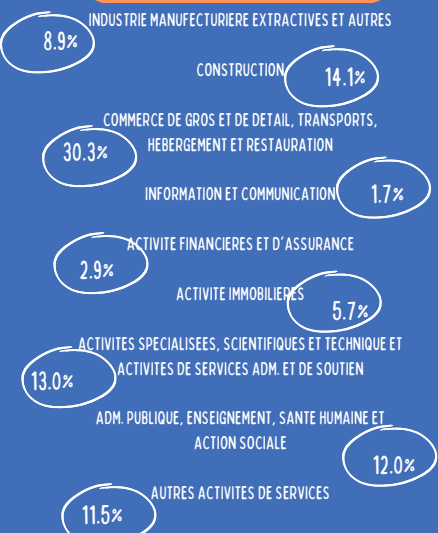 INDUSTRIE MANUFECTURIERE EXTRACTIVES ET AUTRES
8.9%
CONSTRUCTION
14.1%
COMMERCE DE GROS ET DE DETAIL, TRANSPORTS,
HEBERGEMENT ET RESTAURATION
30.3%
INFORMATION ET COMMUNICATION
1.7%
ACTIVITE FINANCIERES ET D'ASSURANCE
2.9%
ACTIVITE IMMOBILIERES
5.7%
ACTIVITES SPECIALISEES, SCIENTIFIQUES ET TECHNIQUE ET
ACTIVITES DE SERVICES ADM. ET DE SOUTIEN
13.0%
ADM. PUBLIQUE, ENSEIGNEMENT, SANTE HUMAINE ET
ACTION SOCIALE
12.0%
AUTRES ACTIVITES DE SERVICES
11.5%